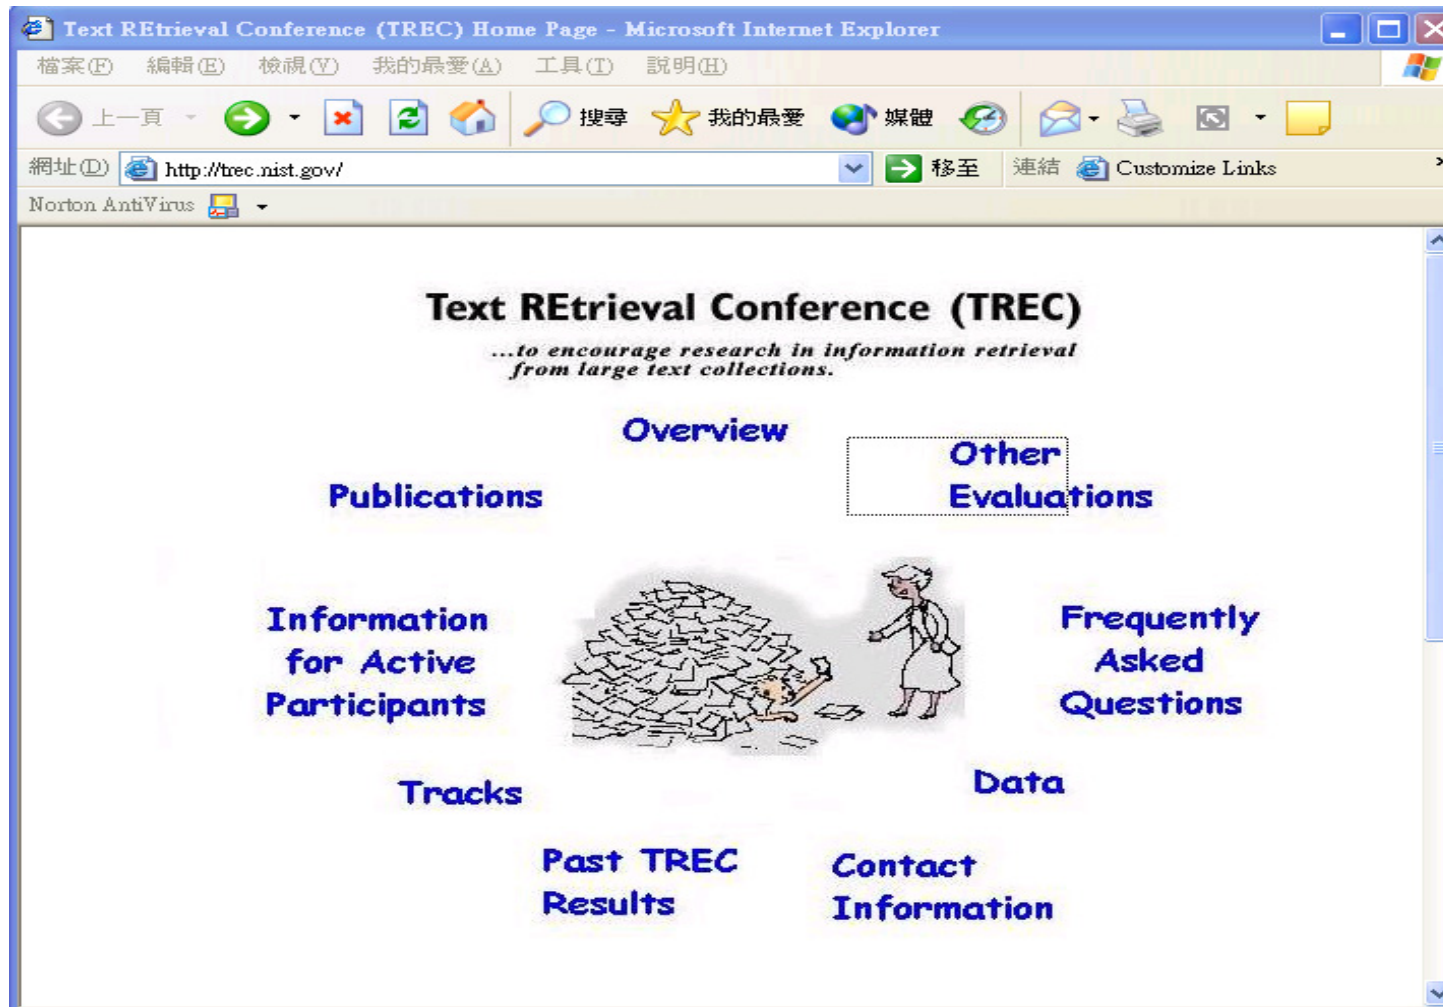 Text REtrieval Conference (TREC) Home Page - Microsoft Internet Explorer
檔案(F) 編輯(E) 檢視(V) 我的最愛(A) 工具(T) 說明(H)
上一頁 搜尋 我的最愛 媒體
網址(D) http://trec.nist.gov/ 移至 連結 Customize Links »
Norton AntiVirus
Text REtrieval Conference (TREC)
...to encourage research in information retrieval
from large text collections.
Overview
Other
Evaluations
Publications
Information
for Active
Participants
Frequently
Asked
Questions
Tracks
Data
Past TREC
Results
Contact
Information